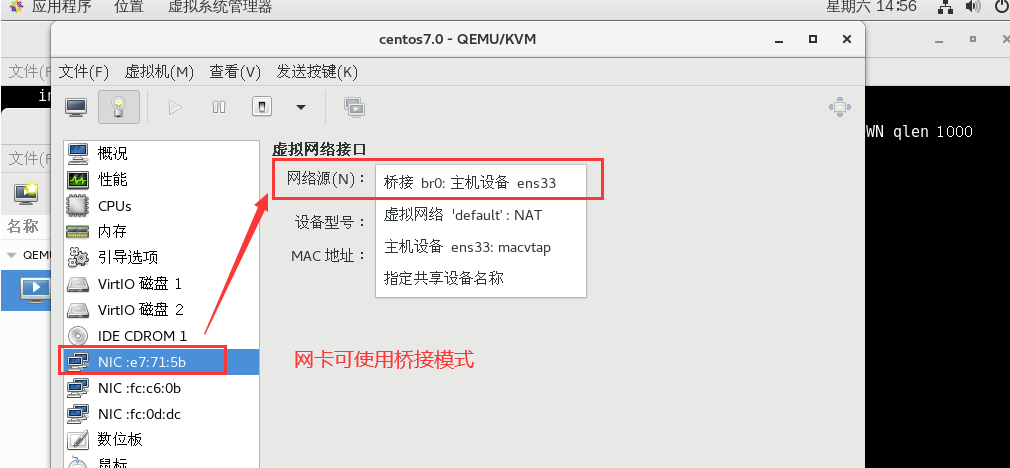 应用程序 位置 虚拟系统管理器 星期六 14:56
centos7.0 - QEMU/KVM
文件(F) 虚拟机(M) 查看(V) 发送按键(K)
WN qlen 1000
文件(F
in
文件(F
名称
QEMU
概况
性能
CPUs
内存
引导选项
VirtIO 磁盘 1
VirtIO 磁盘 2
IDE CDROM 1
NIC :e7:71:5b
NIC :fc:c6:0b
NIC :fc:0d:dc
数位板
鼠标
虚拟网络接口
网络源(N)：
桥接 br0: 主机设备 ens33
虚拟网络 'default' : NAT
主机设备 ens33: macvtap
指定共享设备名称
设备型号：
MAC 地址：
网卡可使用桥接模式